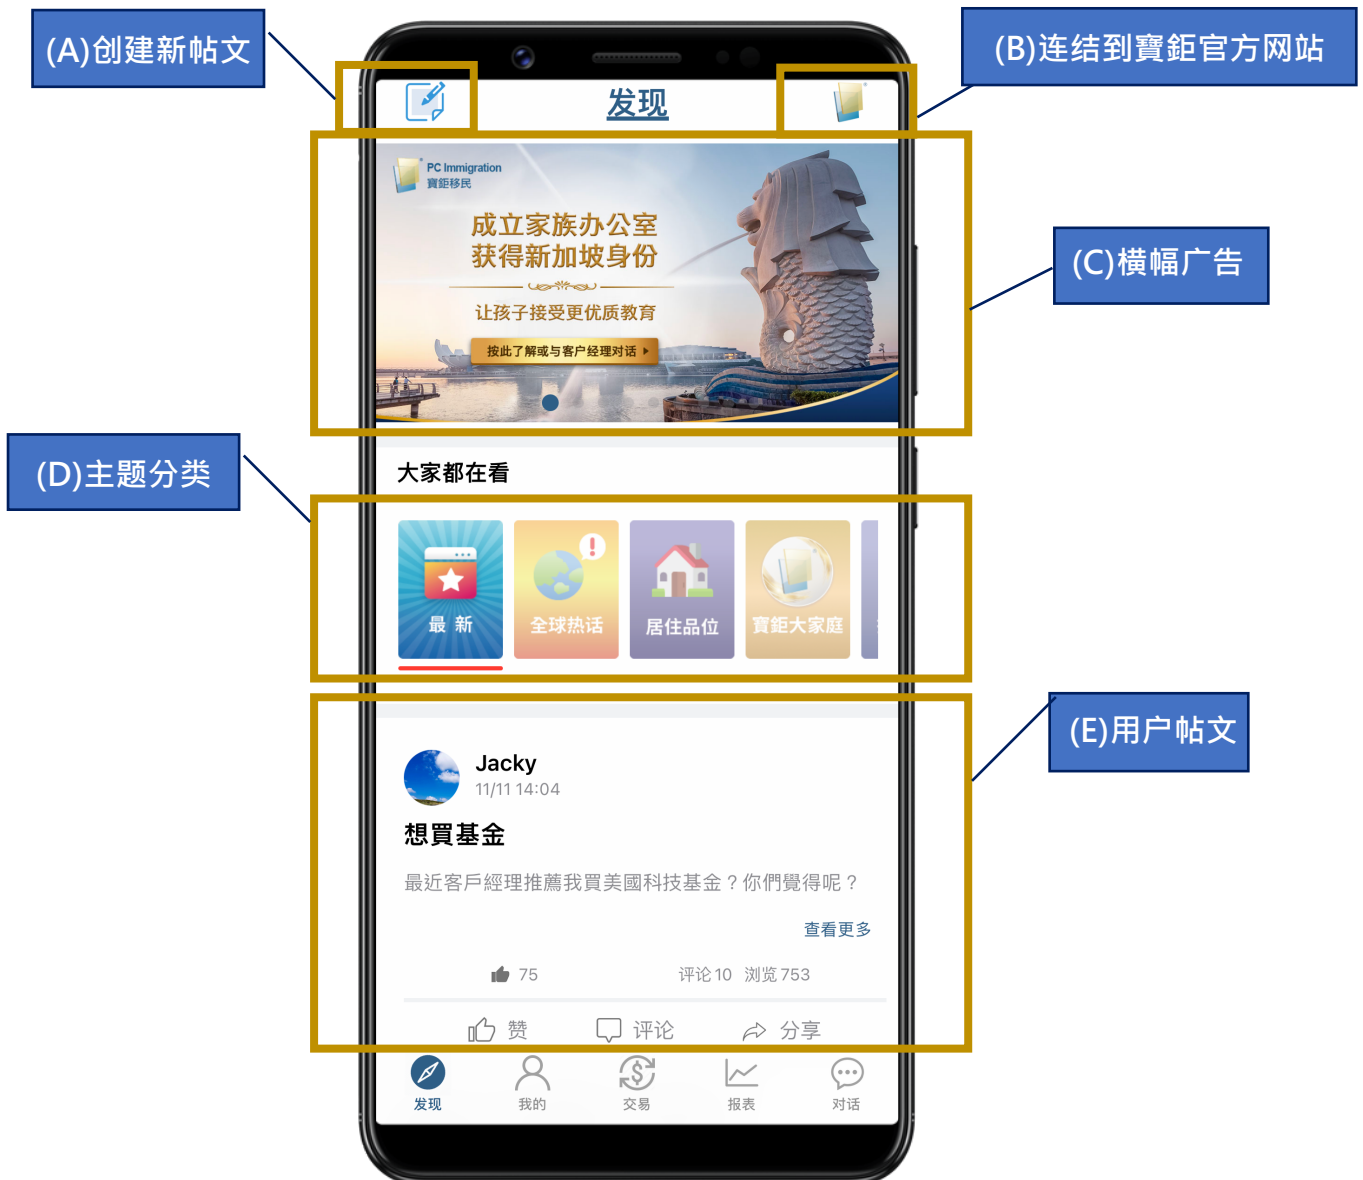 (A)创建新帖文
(B)连结到寶鉅官方网站
发现
PC Immigration
寶鉅移民
成立家族办公室
获得新加坡身份
让孩子接受更优质教育
按此了解或与客户经理对话
(C)横幅广告
(D)主题分类
大家都在看
最新
全球热话
居住品位
寶鉅大家庭
(E)用户帖文
Jacky
11/11 14:04
想買基金
最近客戶經理推薦我買美國科技基金？你們覺得呢？
查看更多
75
评论10 浏览753
赞 评论 分享
发现 我的 交易 报表 对话